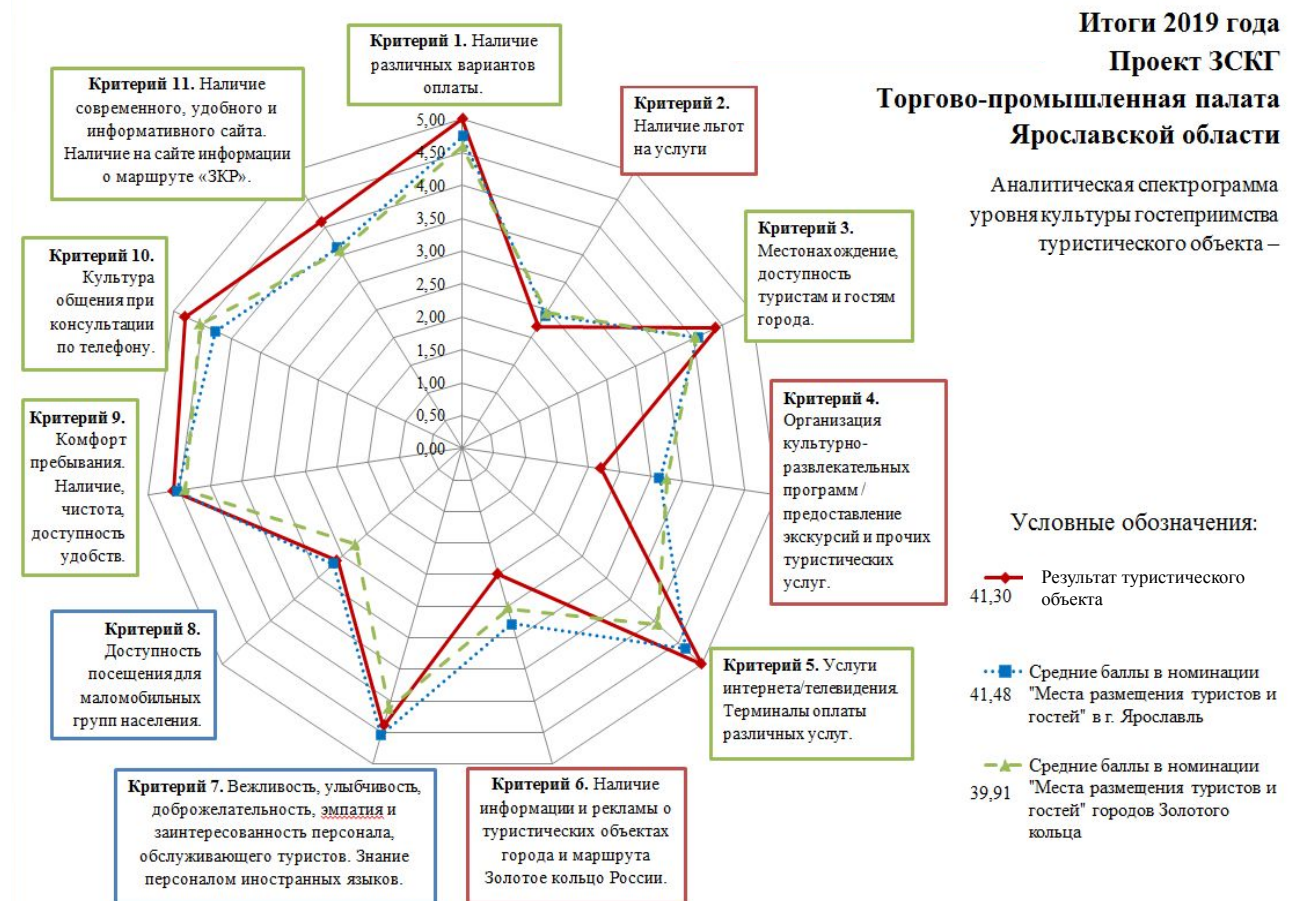 Итоги 2019 года
Проект ЗСКГ
Торгово-промышленная палата
Ярославской области
Аналитическая спектрограмма
уровня культуры гостеприимства
туристического объекта –
Критерий 1. Наличие
различных вариантов
оплаты.
Критерий 2.
Наличие льгот
на услуги
Критерий 3.
Местонахождение,
доступность
туристам и гостям
города.
Критерий 4.
Организация
культурно-
развлекательных
программ /
предоставление
экскурсий и прочих
туристических
услуг.
Критерий 5. Услуги
интернета/телевидения.
Терминалы оплаты
различных услуг.
Критерий 6. Наличие
информации и рекламы о
туристических объектах
города и маршрута
Золотое кольцо России.
Критерий 7. Вежливость, улыбчивость,
доброжелательность, эмпатия и
заинтересованность персонала,
обслуживающего туристов. Знание
персоналом иностранных языков.
Критерий 8.
Доступность
посещения для
маломобильных
групп населения.
Критерий 9.
Комфорт
пребывания.
Наличие,
чистота,
доступность
удобств.
Критерий 10.
Культура
общения при
консультации
по телефону.
Критерий 11. Наличие
современного, удобного и
информативного сайта.
Наличие на сайте информации
о маршруте «ЗКР».
5,00
4,50
4,00
3,50
3,00
2,50
2,00
1,50
1,00
0,50
0,00
Условные обозначения:
Результат туристического
объекта
41,30
Средние баллы в номинации
"Места размещения туристов и
гостей" в г. Ярославль
41,48
Средние баллы в номинации
"Места размещения туристов и
гостей" городов Золотого
кольца
39,91